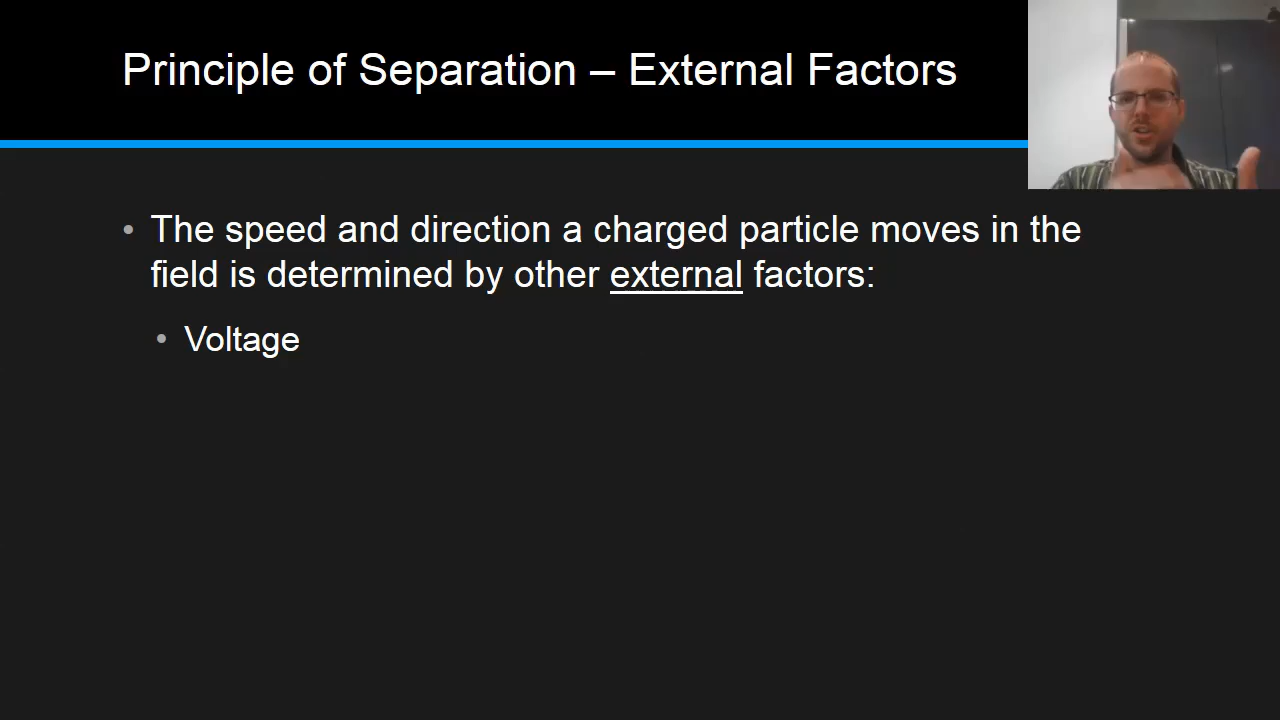 Principle of Separation – External Factors
• The speed and direction a charged particle moves in the
field is determined by other external factors:
• Voltage